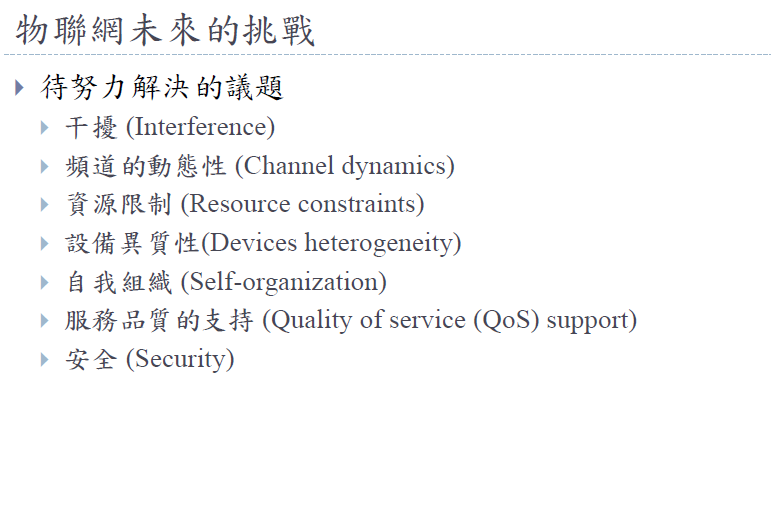 物聯網未來的挑戰
待努力解決的議題
干擾 (Interference)
頻道的動態性 (Channel dynamics)
資源限制 (Resource constraints)
設備異質性(Devices heterogeneity)
自我組織 (Self-organization)
服務品質的支持 (Quality of service (QoS) support)
安全 (Security)